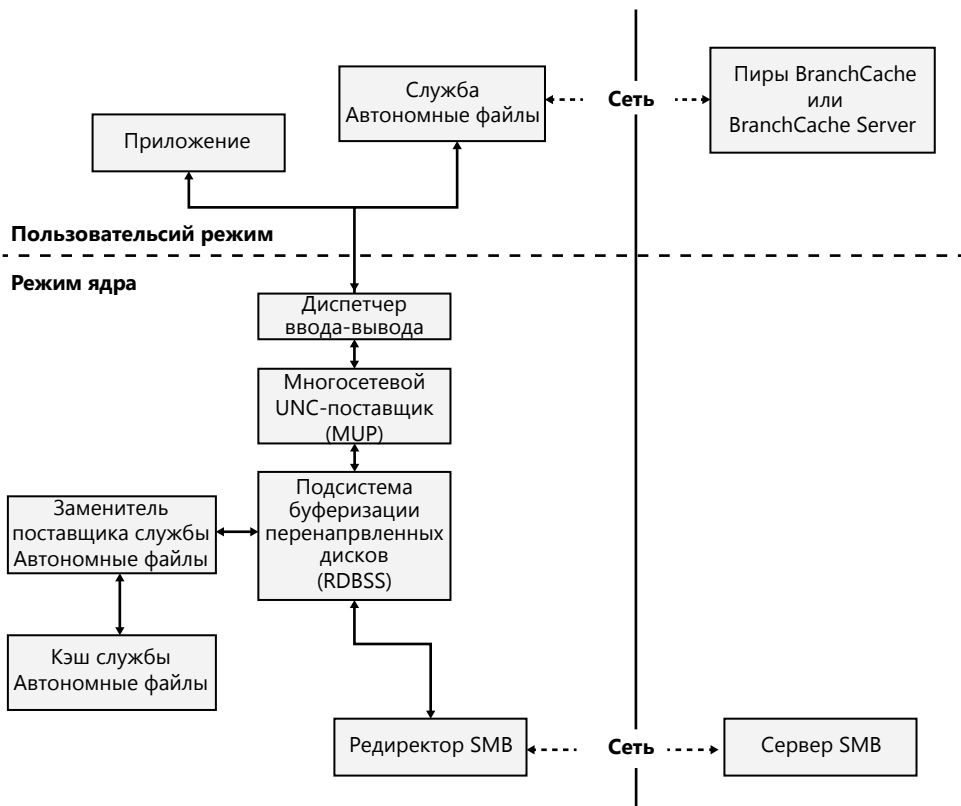 Служба
Автономные файлы
Сеть
Пиры BranchCache
или
BranchCache Server
Приложение
Пользовательсий режим
Режим ядра
Диспетчер
ввода-вывода
Многосетевой
UNC-поставщик
(MUP)
Подсистема
буферизации
перенапрвленных
дисков
(RDBSS)
Заменитель
поставщика службы
Автономные файлы
Кэш службы
Автономные файлы
Редиректор SMB
Сеть
Сервер SMB